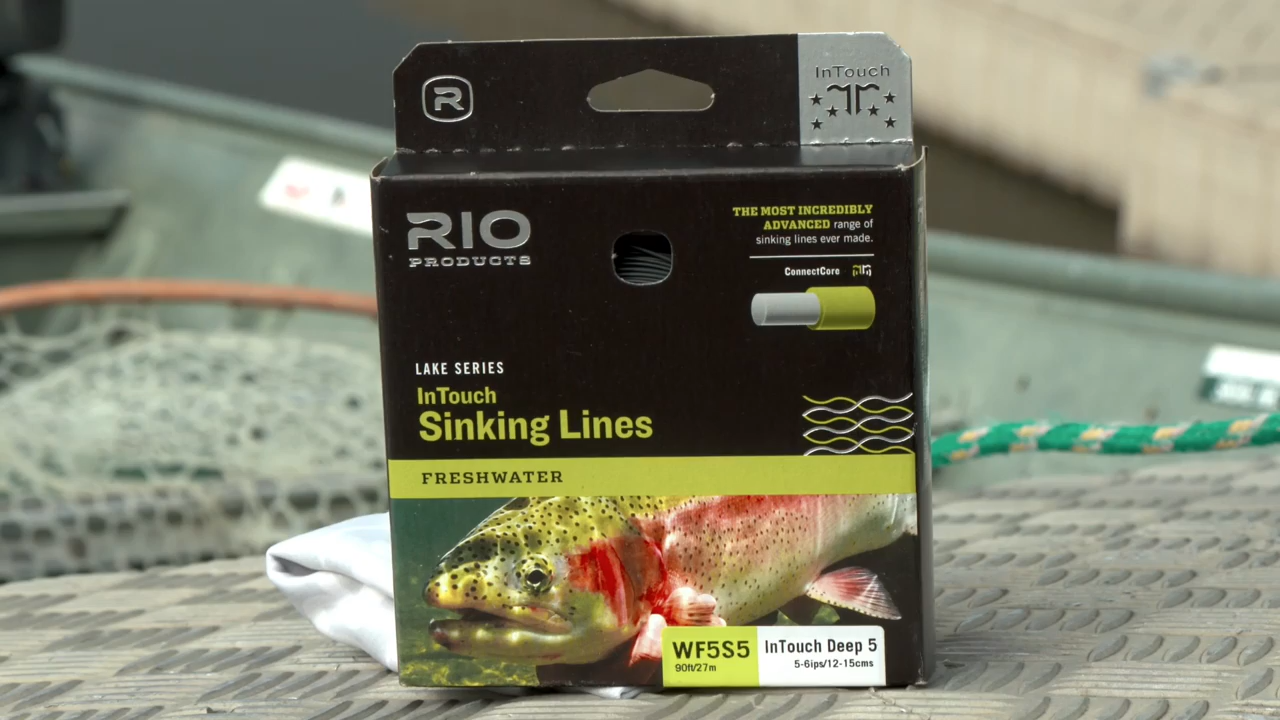 R
InTouch
RIO
PRODUCTS
THE MOST INCREDIBLY
ADVANCED range of
sinking lines ever made.
ConnectCore
LAKE SERIES
InTouch
Sinking Lines
FRESHWATER
WF5S5
90ft/27m
InTouch Deep 5
5-6ips/12-15cms